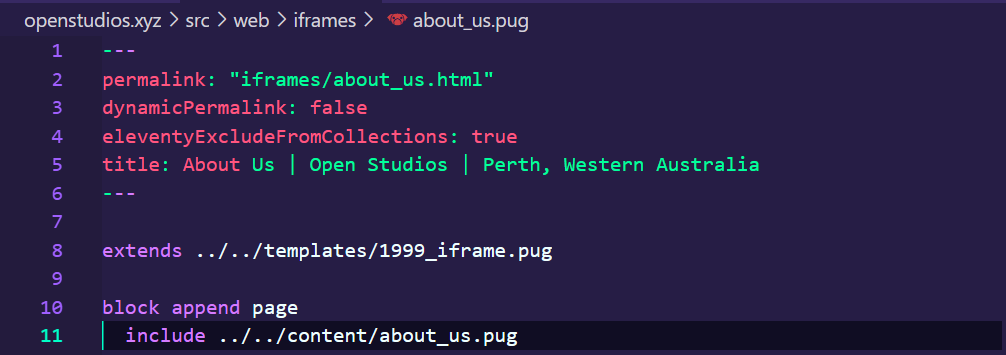 openstudios.xyz > src > web > iframes > about_us.pug
1 ---
2 permalink: "iframes/about_us.html"
3 dynamicPermalink: false
4 eleventyExcludeFromCollections: true
5 title: About Us | Open Studios | Perth, Western Australia
6 ---
7
8 extends ../../templates/1999_iframe.pug
9
10 block append page
11 include ../../content/about_us.pug